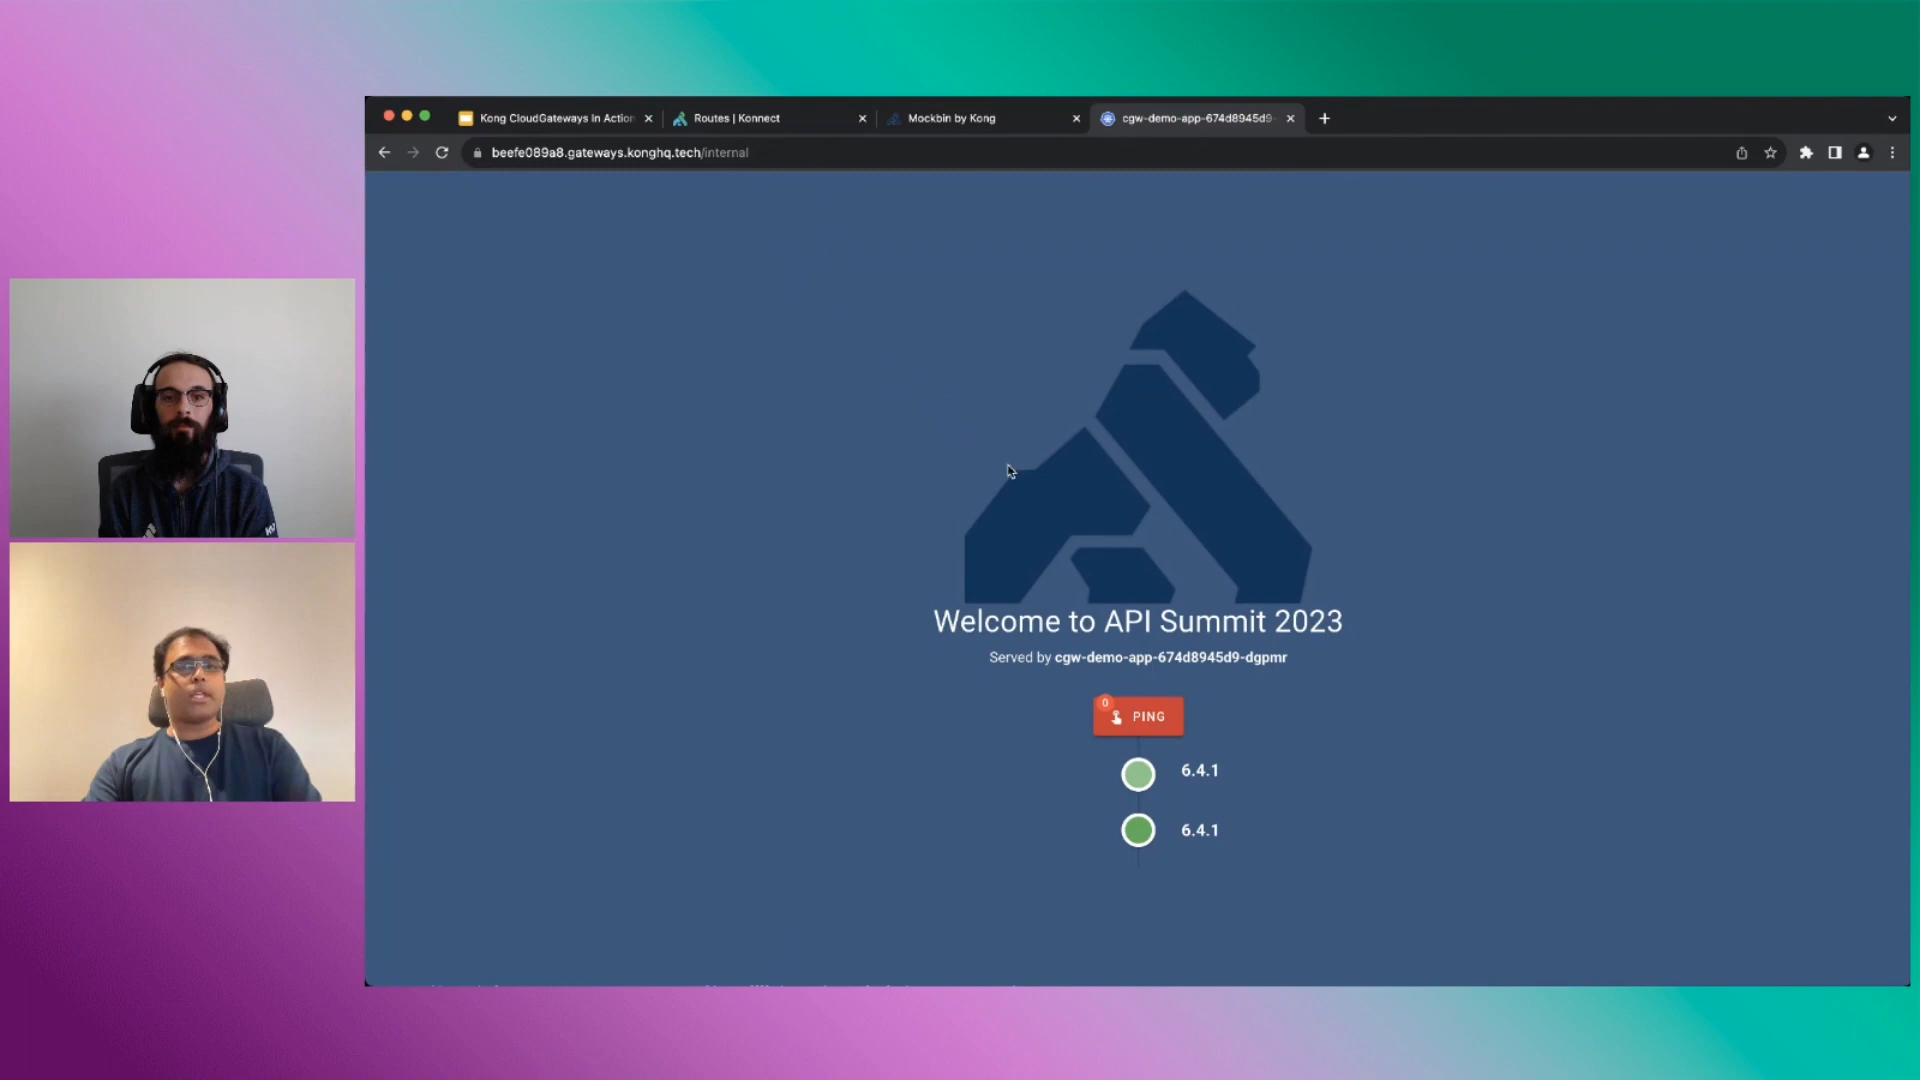 Kong CloudGateways In Action
Routes | Konnect
Mockbin by Kong
cgw-demo-app-674d8945d9-
beefe089a8.gateways.konghq.tech/internal
Welcome to API Summit 2023
Served by cgw-demo-app-674d8945d9-dgpmr
0
PING
6.4.1
6.4.1